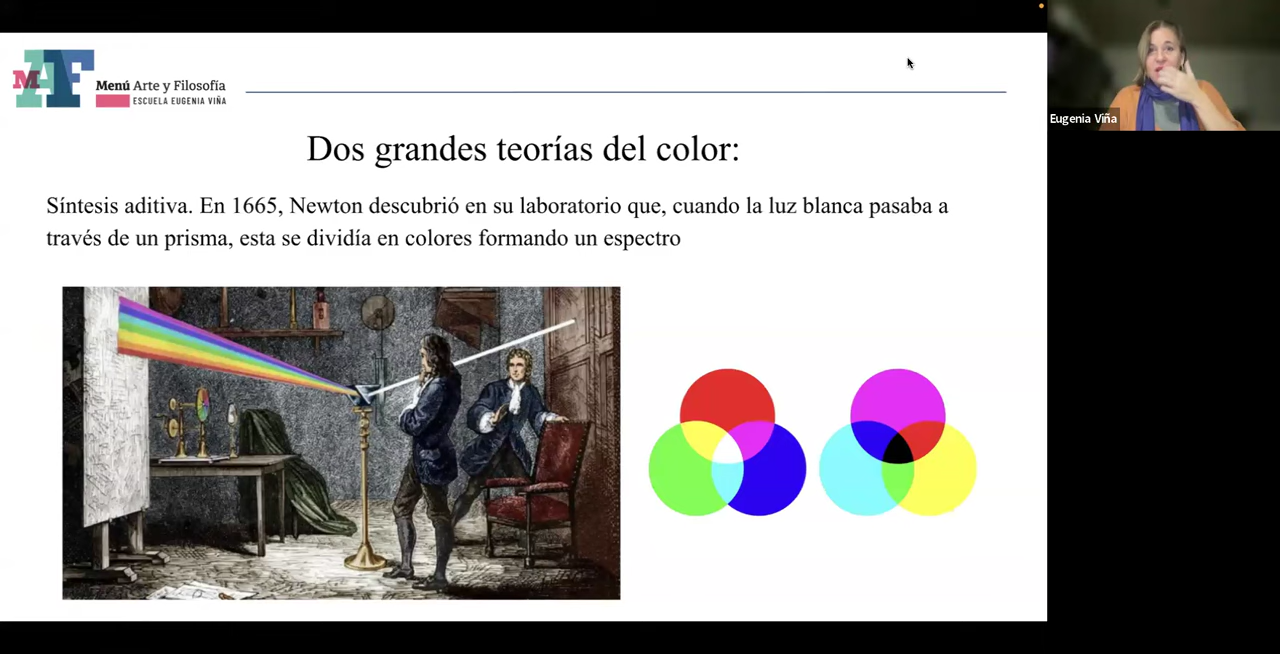 MAF
Menú Arte y Filosofía
ESCUELA EUGENIA VIÑA
Eugenia Viña
Dos grandes teorías del color:
Síntesis aditiva. En 1665, Newton descubrió en su laboratorio que, cuando la luz blanca pasaba a
través de un prisma, esta se dividía en colores formando un espectro